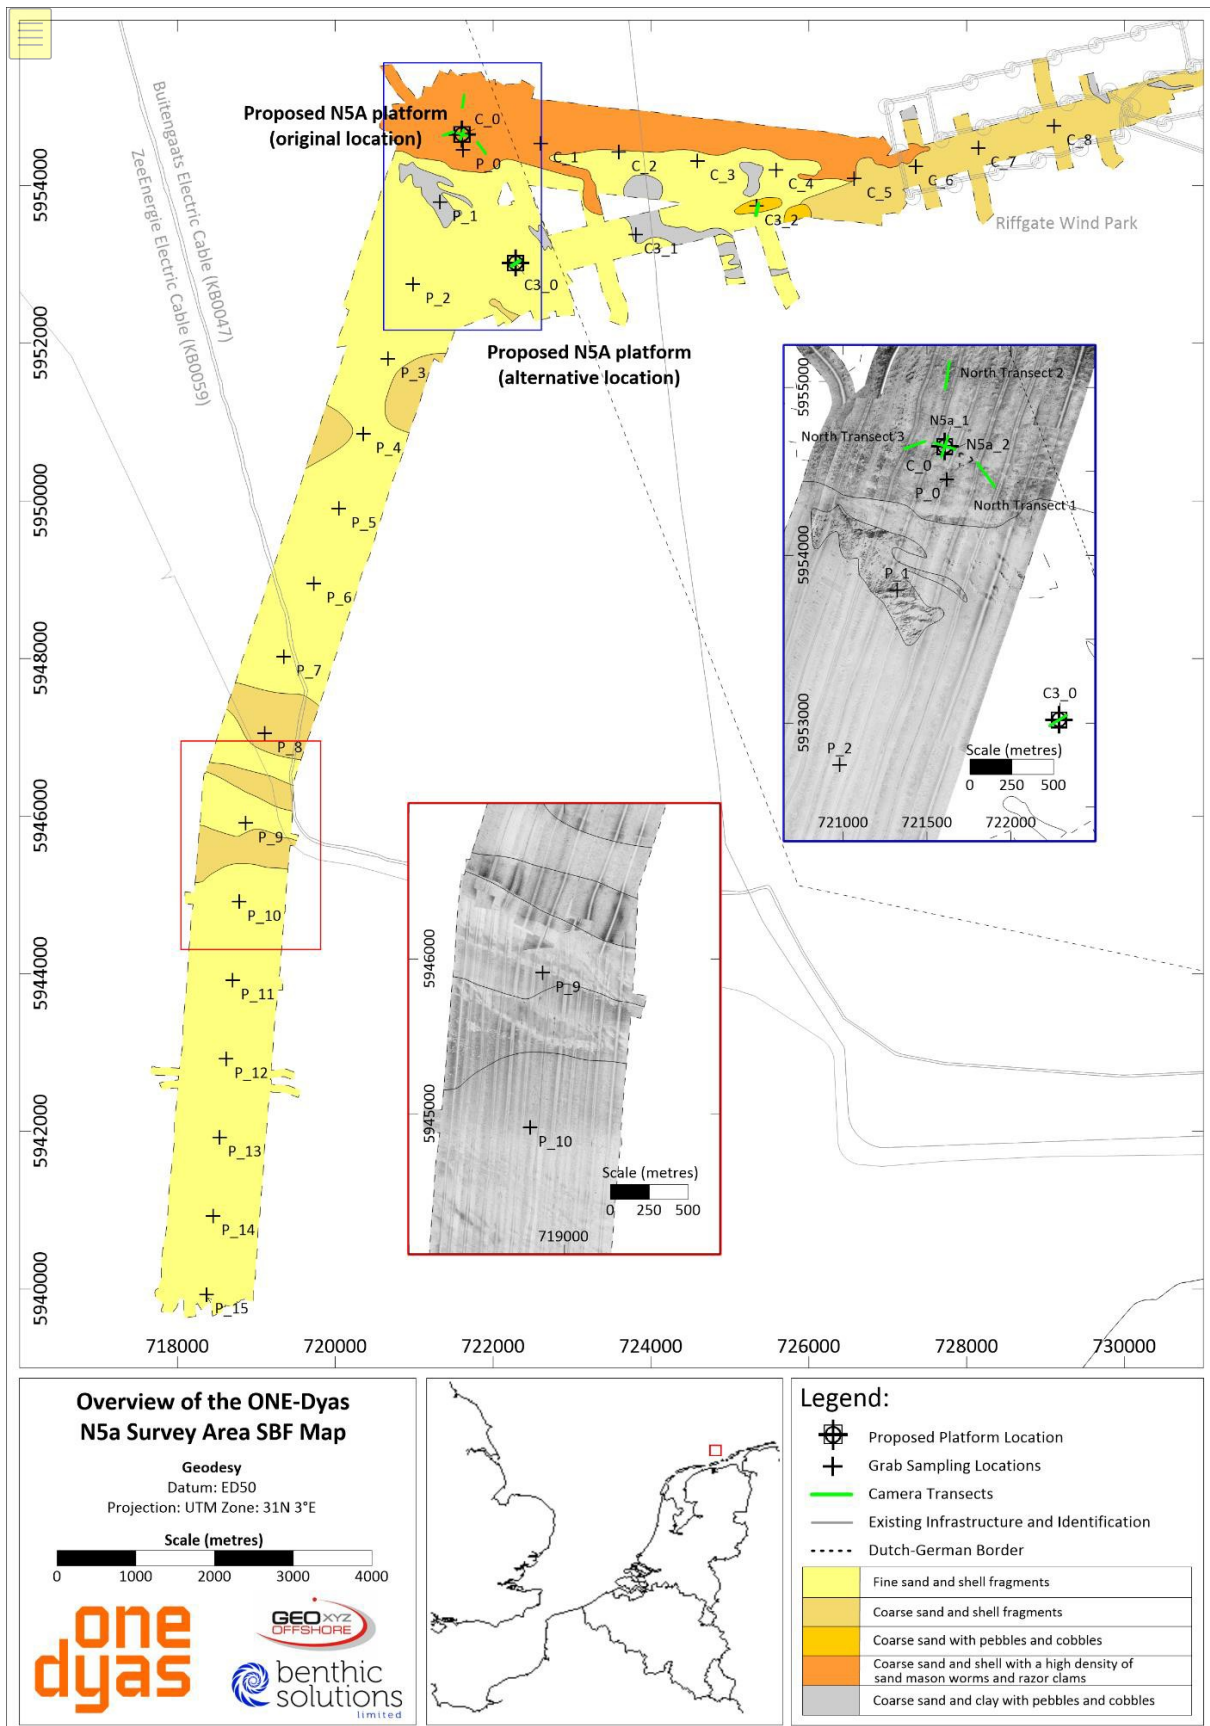 Proposed N5A platform
(original location)
C_0
P_0
C_1
C_2
C_3
C_4
C_5
C_6
C_7
C_8
P_1
C3_1
C3_2
Riffgate Wind Park
C3_0
P_2
Proposed N5A platform
(alternative location)
Buitengaats Electric Cable (KB0047)
ZeeEnergie Electric Cable (KB0059)
P_3
P_4
P_5
P_6
P_7
P_8
P_9
P_10
P_11
P_12
P_13
P_14
P_15
5954000
5952000
5950000
5948000
5946000
5944000
5942000
5940000
718000
720000
722000
724000
726000
728000
730000
North Transect 2
N5a_1
North Transect 3
N5a_2
C_0
P_0
North Transect 1
P_1
C3_0
P_2
Scale (metres)
0 250 500
5955000
5954000
5953000
721000
721500
722000
P_9
P_10
5946000
5945000
Scale (metres)
0 250 500
719000
Overview of the ONE-Dyas
N5a Survey Area SBF Map
Geodesy
Datum: ED50
Projection: UTM Zone: 31N 3°E
Scale (metres)
0 1000 2000 3000 4000
one
dyas
GEO XYZ
OFFSHORE
benthic
solutions
limited
Legend:
Proposed Platform Location
Grab Sampling Locations
Camera Transects
Existing Infrastructure and Identification
Dutch-German Border
Fine sand and shell fragments
Coarse sand and shell fragments
Coarse sand with pebbles and cobbles
Coarse sand and shell with a high density of
sand mason worms and razor clams
Coarse sand and clay with pebbles and cobbles